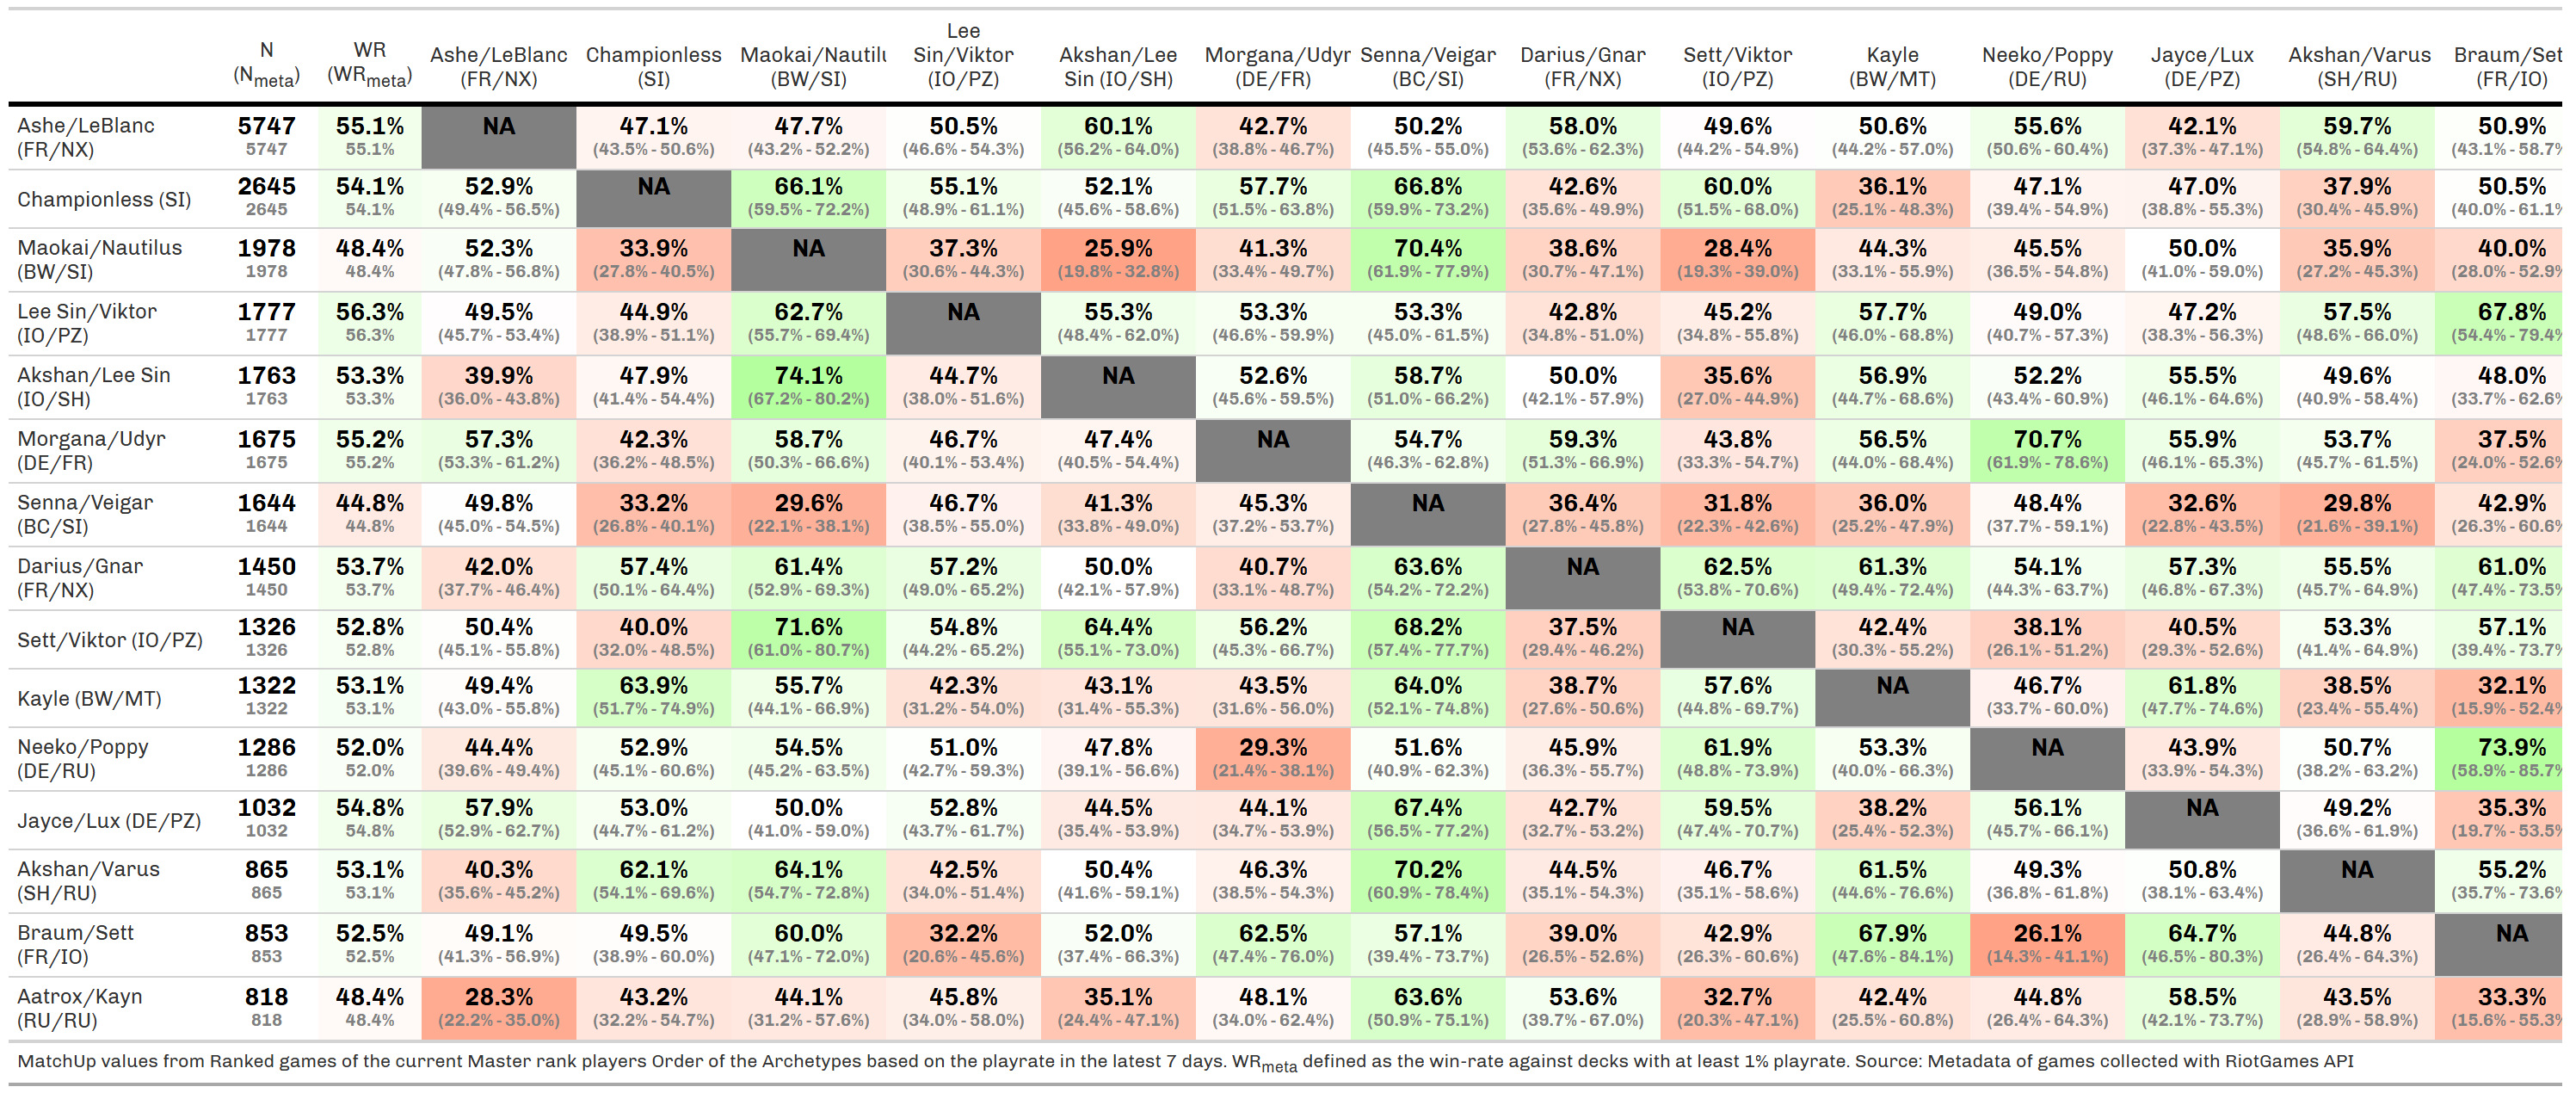 N (Nmeta) WR (WRmeta) Ashe/LeBlanc (FR/NX) Championless (SI) Maokai/Nautilu (BW/SI) Lee Sin/Viktor (IO/PZ) Akshan/Lee Sin (IO/SH) Morgana/Udyr (DE/FR) Senna/Veigar (BC/SI) Darius/Gnar (FR/NX) Sett/Viktor (IO/PZ) Kayle (BW/MT) Neeko/Poppy (DE/RU) Jayce/Lux (DE/PZ) Akshan/Varus (SH/RU) Braum/Set (FR/IO)
Ashe/LeBlanc 5747 55.1% NA 47.1% 47.7% 50.5% 60.1% 42.7% 50.2% 58.0% 49.6% 50.6% 55.6% 42.1% 59.7% 50.9%
(FR/NX) 5747 55.1% (43.5% - 50.6%) (43.2% - 52.2%) (46.6% - 54.3%) (56.2% - 64.0%) (38.8% - 46.7%) (45.5% - 55.0%) (53.6% - 62.3%) (44.2% - 54.9%) (44.2% - 57.0%) (50.6% - 60.4%) (37.3% - 47.1%) (54.8% - 64.4%) (43.1% - 58.7%
Championless (SI) 2645 54.1% 52.9% NA 66.1% 55.1% 52.1% 57.7% 66.8% 42.6% 60.0% 36.1% 47.1% 47.0% 37.9% 50.5%
2645 54.1% (49.4% - 56.5%) (59.5% - 72.2%) (48.9% - 61.1%) (45.6% - 58.6%) (51.5% - 63.8%) (59.9% - 73.2%) (35.6% - 49.9%) (51.5% - 68.0%) (25.1% - 48.3%) (39.4% - 54.9%) (38.8% - 55.3%) (30.4% - 45.9%) (40.0% - 61.1%
Maokai/Nautilus 1978 48.4% 52.3% 33.9% NA 37.3% 25.9% 41.3% 70.4% 38.6% 28.4% 44.3% 45.5% 50.0% 35.9% 40.0%
(BW/SI) 1978 48.4% (47.8% - 56.8%) (27.8% - 40.5%) (30.6% - 44.3%) (19.8% - 32.8%) (33.4% - 49.7%) (61.9% - 77.9%) (30.7% - 47.1%) (19.3% - 39.0%) (33.1% - 55.9%) (36.5% - 54.8%) (41.0% - 59.0%) (27.2% - 45.3%) (28.0% - 52.9%
Lee Sin/Viktor 1777 56.3% 49.5% 44.9% 62.7% NA 55.3% 53.3% 53.3% 42.8% 45.2% 57.7% 49.0% 47.2% 57.5% 67.8%
(IO/PZ) 1777 56.3% (45.7% - 53.4%) (38.9% - 51.1%) (55.7% - 69.4%) (48.4% - 62.0%) (46.6% - 59.9%) (45.0% - 61.5%) (34.8% - 51.0%) (34.8% - 55.8%) (46.0% - 68.8%) (40.7% - 57.3%) (38.3% - 56.3%) (48.6% - 66.0%) (54.4% - 79.4%
Akshan/Lee Sin 1763 53.3% 39.9% 47.9% 74.1% 44.7% NA 52.6% 58.7% 50.0% 35.6% 56.9% 52.2% 55.5% 49.6% 48.0%
(IO/SH) 1763 53.3% (36.0% - 43.8%) (41.4% - 54.4%) (67.2% - 80.2%) (38.0% - 51.6%) (45.6% - 59.5%) (51.0% - 66.2%) (42.1% - 57.9%) (27.0% - 44.9%) (44.7% - 68.6%) (43.4% - 60.9%) (46.1% - 64.6%) (40.9% - 58.4%) (33.7% - 62.6%
Morgana/Udyr 1675 55.2% 57.3% 42.3% 58.7% 46.7% 47.4% NA 54.7% 59.3% 43.8% 56.5% 70.7% 55.9% 53.7% 37.5%
(DE/FR) 1675 55.2% (53.3% - 61.2%) (36.2% - 48.5%) (50.3% - 66.6%) (40.1% - 53.4%) (40.5% - 54.4%) (46.3% - 62.8%) (51.3% - 66.9%) (33.3% - 54.7%) (44.0% - 68.4%) (61.9% - 78.6%) (46.1% - 65.3%) (45.7% - 61.5%) (24.0% - 52.6%
Senna/Veigar 1644 44.8% 49.8% 33.2% 29.6% 46.7% 41.3% 45.3% NA 36.4% 31.8% 36.0% 48.4% 32.6% 29.8% 42.9%
(BC/SI) 1644 44.8% (45.0% - 54.5%) (26.8% - 40.1%) (22.1% - 38.1%) (38.5% - 55.0%) (33.8% - 49.0%) (37.2% - 53.7%) (27.8% - 45.8%) (22.3% - 42.6%) (25.2% - 47.9%) (37.7% - 59.1%) (22.8% - 43.5%) (21.6% - 39.1%) (26.3% - 60.6%
Darius/Gnar 1450 53.7% 42.0% 57.4% 61.4% 57.2% 50.0% 40.7% 63.6% NA 62.5% 61.3% 54.1% 57.3% 55.5% 61.0%
(FR/NX) 1450 53.7% (37.7% - 46.4%) (50.1% - 64.4%) (52.9% - 69.3%) (49.0% - 65.2%) (42.1% - 57.9%) (33.1% - 48.7%) (54.2% - 72.2%) (53.8% - 70.6%) (49.4% - 72.4%) (44.3% - 63.7%) (46.8% - 67.3%) (45.7% - 64.9%) (47.4% - 73.5%
Sett/Viktor (IO/PZ) 1326 52.8% 50.4% 40.0% 71.6% 54.8% 64.4% 56.2% 68.2% 37.5% NA 42.4% 38.1% 40.5% 53.3% 57.1%
1326 52.8% (45.1% - 55.8%) (32.0% - 48.5%) (61.0% - 80.7%) (44.2% - 65.2%) (55.1% - 73.0%) (45.3% - 66.7%) (57.4% - 77.7%) (29.4% - 46.2%) (30.3% - 55.2%) (26.1% - 51.2%) (29.3% - 52.6%) (41.4% - 64.9%) (39.4% - 73.7%
Kayle (BW/MT) 1322 53.1% 49.4% 63.9% 55.7% 42.3% 43.1% 43.5% 64.0% 38.7% 57.6% NA 46.7% 61.8% 38.5% 32.1%
1322 53.1% (43.0% - 55.8%) (51.7% - 74.9%) (44.1% - 66.9%) (31.2% - 54.0%) (31.4% - 55.3%) (31.6% - 56.0%) (52.1% - 74.8%) (27.6% - 50.6%) (44.8% - 69.7%) (33.7% - 60.0%) (47.7% - 74.6%) (23.4% - 55.4%) (15.9% - 52.4%
Neeko/Poppy 1286 52.0% 44.4% 52.9% 54.5% 51.0% 47.8% 29.3% 51.6% 45.9% 61.9% 53.3% NA 43.9% 50.7% 73.9%
(DE/RU) 1286 52.0% (39.6% - 49.4%) (45.1% - 60.6%) (45.2% - 63.5%) (42.7% - 59.3%) (39.1% - 56.6%) (21.4% - 38.1%) (40.9% - 62.3%) (36.3% - 55.7%) (48.8% - 73.9%) (40.0% - 66.3%) (33.9% - 54.3%) (38.2% - 63.2%) (58.9% - 85.7%
Jayce/Lux (DE/PZ) 1032 54.8% 57.9% 53.0% 50.0% 52.8% 44.5% 44.1% 67.4% 42.7% 59.5% 38.2% 56.1% NA 49.2% 35.3%
1032 54.8% (52.9% - 62.7%) (44.7% - 61.2%) (41.0% - 59.0%) (43.7% - 61.7%) (35.4% - 53.9%) (34.7% - 53.9%) (56.5% - 77.2%) (32.7% - 53.2%) (47.4% - 70.7%) (25.4% - 52.3%) (45.7% - 66.1%) (36.6% - 61.9%) (19.7% - 53.5%
Akshan/Varus 865 53.1% 40.3% 62.1% 64.1% 42.5% 50.4% 46.3% 70.2% 44.5% 46.7% 61.5% 49.3% 50.8% NA 55.2%
(SH/RU) 865 53.1% (35.6% - 45.2%) (54.1% - 69.6%) (54.7% - 72.8%) (34.0% - 51.4%) (41.6% - 59.1%) (38.5% - 54.3%) (60.9% - 78.4%) (35.1% - 54.3%) (35.1% - 58.6%) (44.6% - 76.6%) (36.8% - 61.8%) (38.1% - 63.4%) (35.7% - 73.6%
Braum/Sett 853 52.5% 49.1% 49.5% 60.0% 32.2% 52.0% 62.5% 57.1% 39.0% 42.9% 67.9% 26.1% 64.7% 44.8% NA
(FR/IO) 853 52.5% (41.3% - 56.9%) (38.9% - 60.0%) (47.1% - 72.0%) (20.6% - 45.6%) (37.4% - 66.3%) (47.4% - 76.0%) (39.4% - 73.7%) (26.5% - 52.6%) (26.3% - 60.6%) (47.6% - 84.1%) (14.3% - 41.1%) (46.5% - 80.3%) (26.4% - 64.3%)
Aatrox/Kayn 818 48.4% 28.3% 43.2% 44.1% 45.8% 35.1% 48.1% 63.6% 53.6% 32.7% 42.4% 44.8% 58.5% 43.5% 33.3%
(RU/RU) 818 48.4% (22.2% - 35.0%) (32.2% - 54.7%) (31.2% - 57.6%) (34.0% - 58.0%) (24.4% - 47.1%) (34.0% - 62.4%) (50.9% - 75.1%) (39.7% - 67.0%) (20.3% - 47.1%) (25.5% - 60.8%) (26.4% - 64.3%) (42.1% - 73.7%) (28.9% - 58.9%) (15.6% - 55.3%
MatchUp values from Ranked games of the current Master rank players Order of the Archetypes based on the playrate in the latest 7 days. WRmeta defined as the win-rate against decks with at least 1% playrate. Source: Metadata of games collected with RiotGames API